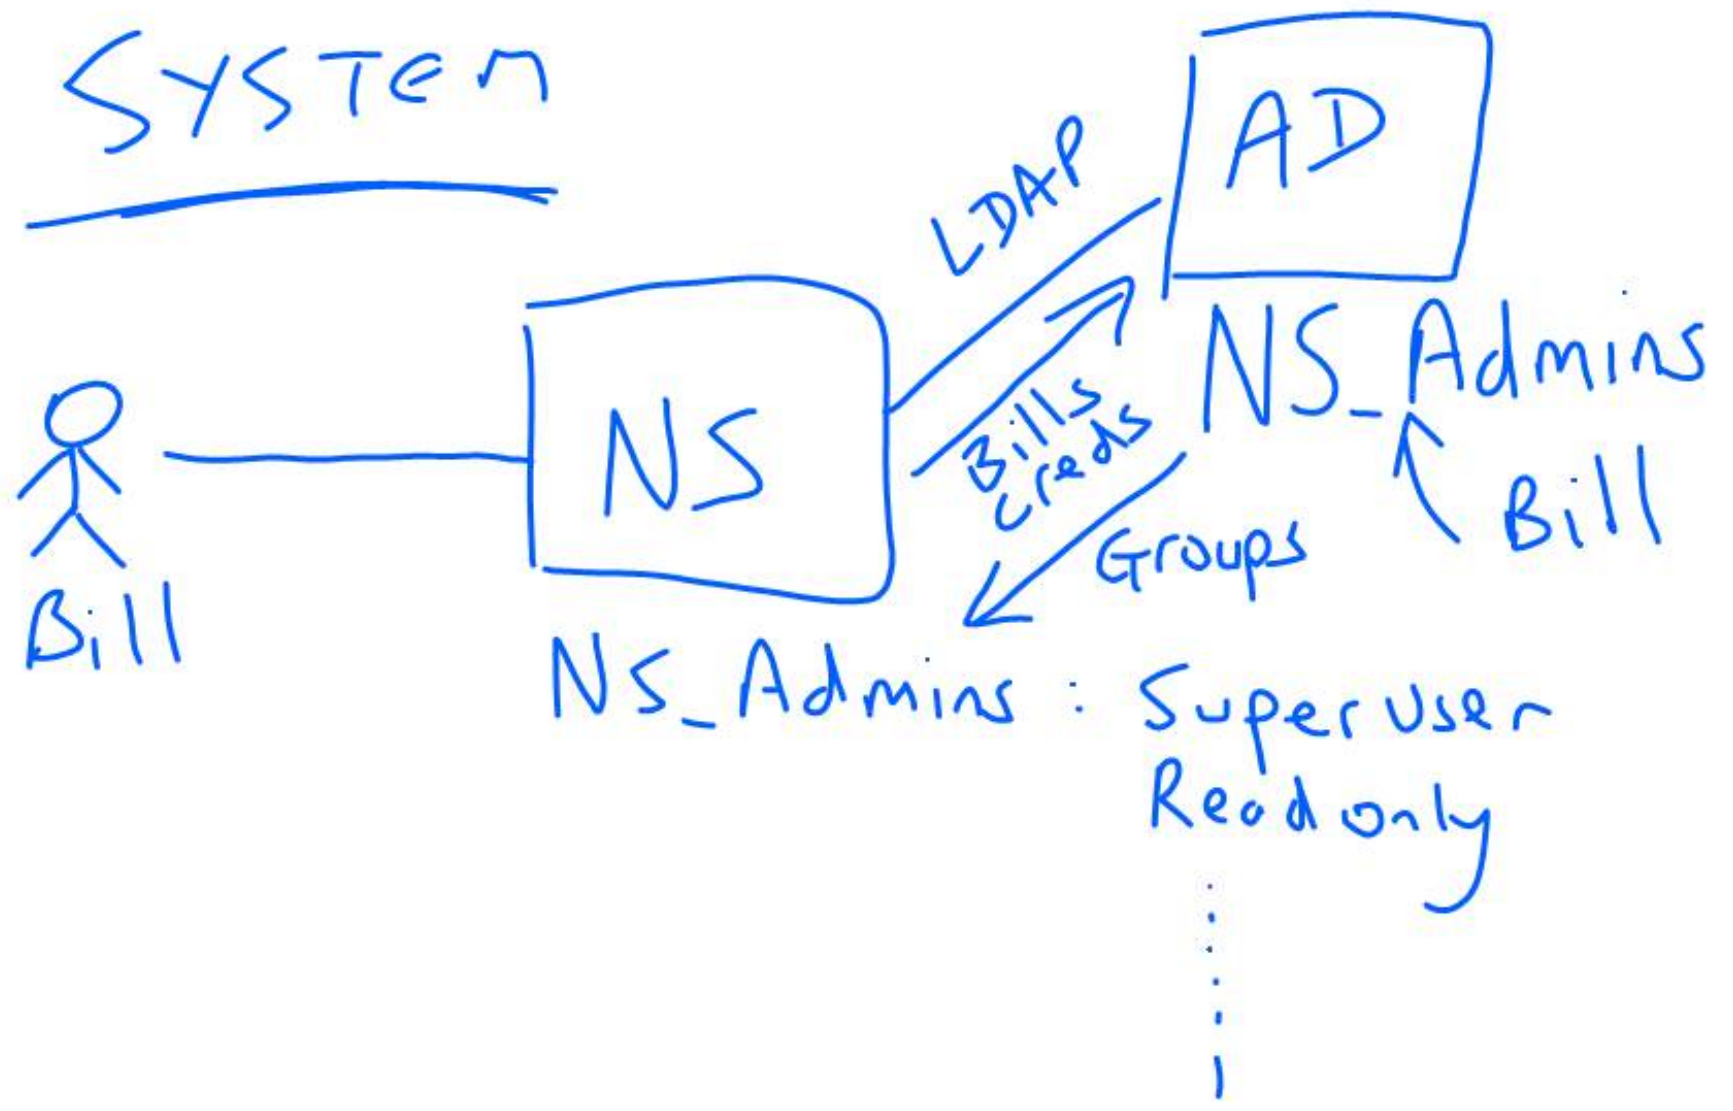 SYSTEM
AD
LDAP
NS
Bills
creds
NS_Admins
Bill
Groups
Bill
NS_Admins : Superuser
Readonly